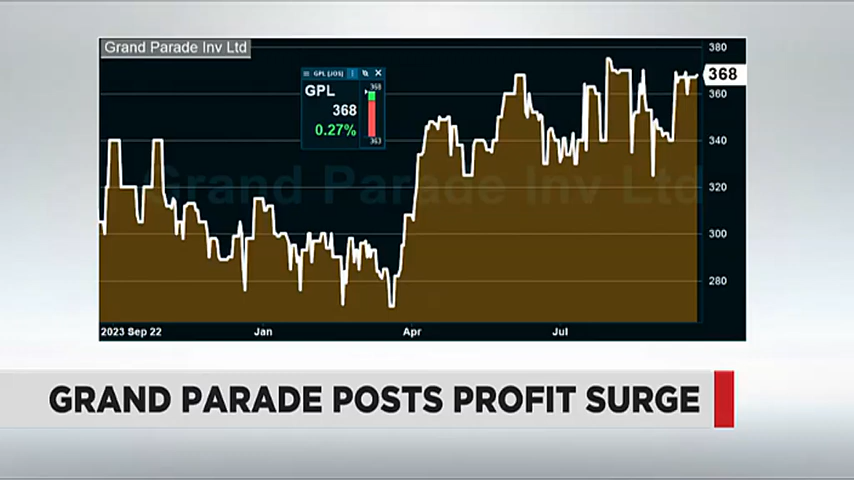 Grand Parade Inv Ltd
GPL [JOS]
GPL
368
0.27%
368
363
Grand Parade Inv Ltd
380
368
360
340
320
300
280
2023 Sep 22 Jan Apr Jul
GRAND PARADE POSTS PROFIT SURGE